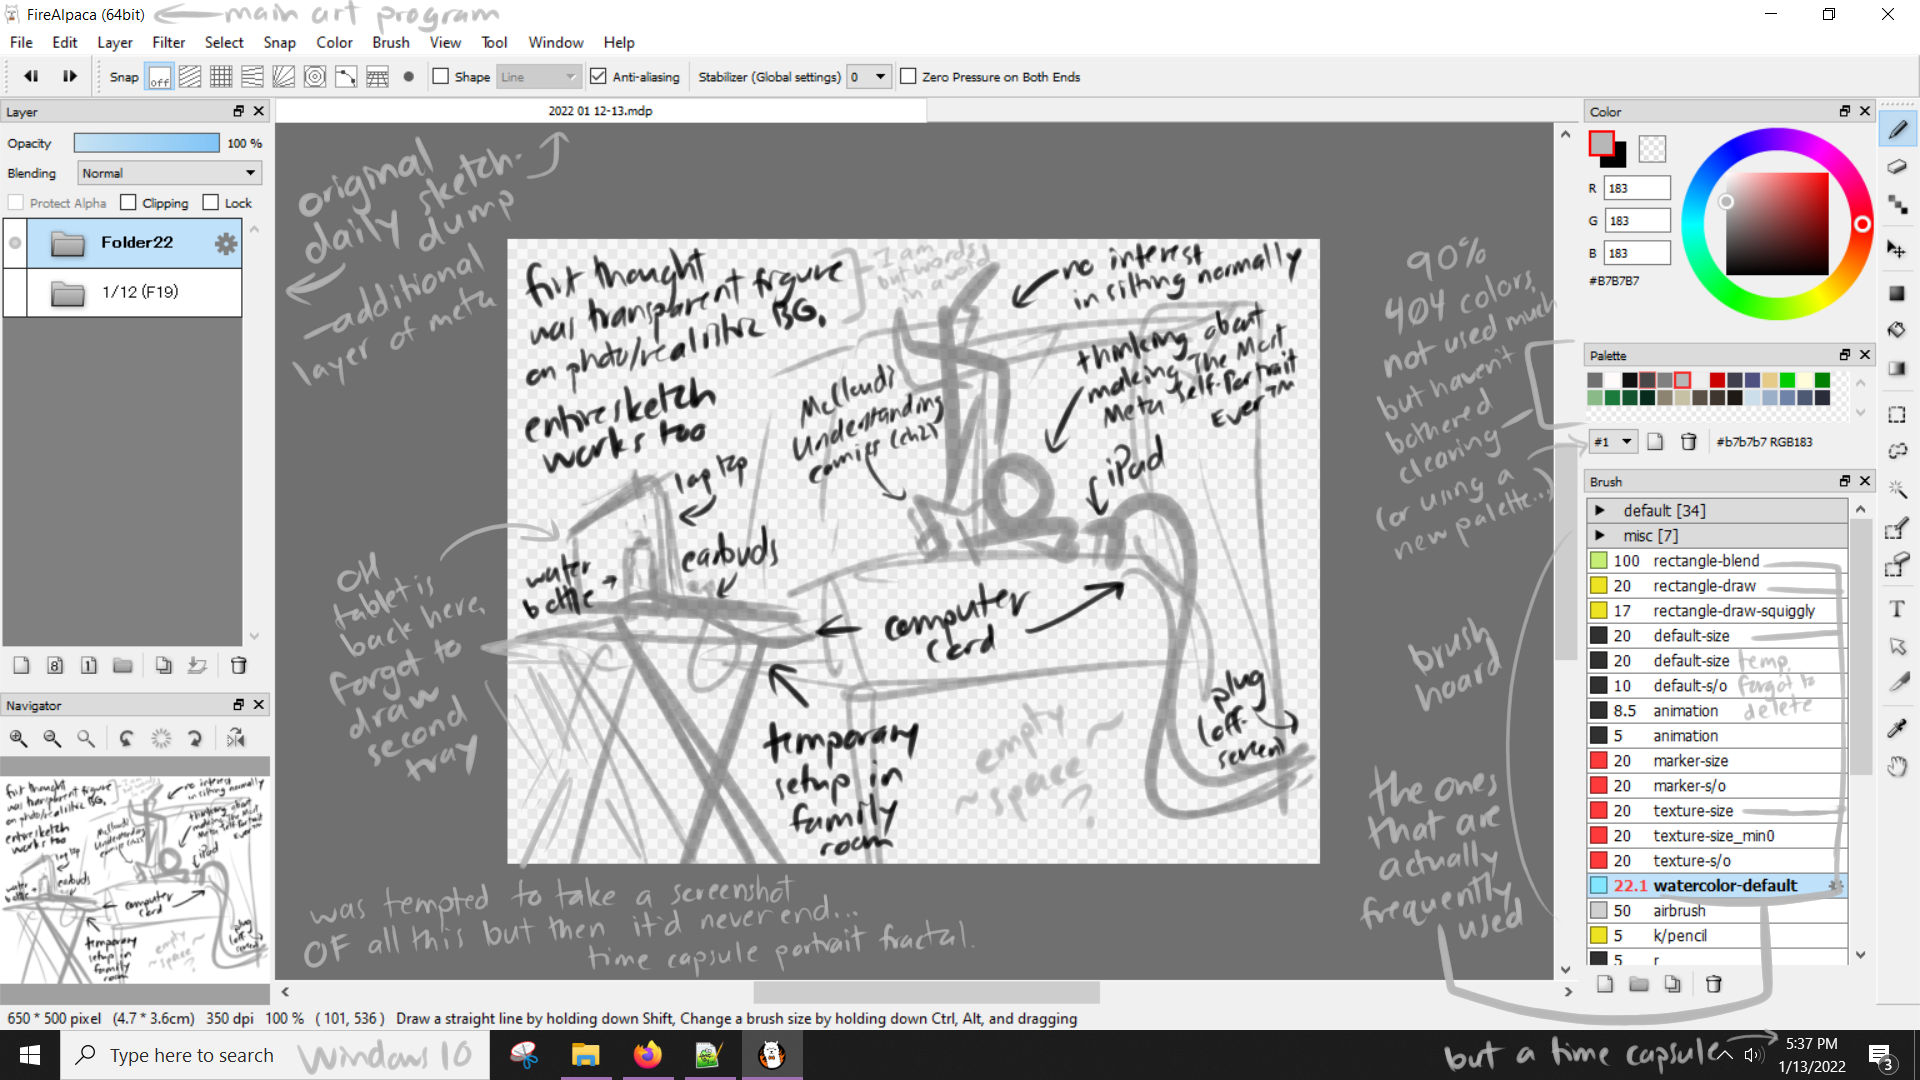 FireAlpaca (64bit)
main art program
File Edit Layer Filter Select Snap Color Brush View Tool Window Help
Snap off Shape Line Anti-aliasing Stabilizer (Global settings) 0 Zero Pressure on Both Ends
Layer
Opacity 100 %
Blending Normal
Protect Alpha Clipping Lock
Folder22
1/12 (F19)
8 1
Navigator
2022 01 12-13.mdp
original
daily sketch
dump
additional
layer of meta
OH
tablet is
back here,
forgot to
draw
second
tray
first thought
was transparent figure
on photo/realistic BG.
entire sketch
works too
I am
but words
in a void
no interest
in sitting normally
thinking about
making The Most
Meta Self-Portrait
Ever™
McCloud's
Understanding
comics (ch2)
laptop
iPad
earbuds
water
bottle
computer
cord
temporary
setup in
family
room
empty
~ space ~
?
plug
(off-
screen)
was tempted to take a screenshot
OF all this but then it'd never end...
time capsule portrait fractal.
90%
404 colors,
not used much
but haven't
bothered
clearing
(or using a
new palette...)
brush
hoard
the ones
that are
actually
frequently
used
Color
R 183
G 183
B 183
#B7B7B7
Palette
#1 #b7b7b7 RGB183
Brush
default [34]
misc [7]
100 rectangle-blend
20 rectangle-draw
17 rectangle-draw-squiggly
20 default-size
20 default-size
10 default-s/o
8.5 animation
5 animation
20 marker-size
20 marker-s/o
20 texture-size
20 texture-size_min0
20 texture-s/o
22.1 watercolor-default
50 airbrush
5 k/pencil
5 r
temp,
forgot to
delete
T
650 * 500 pixel (4.7 * 3.6cm) 350 dpi 100 % ( 101, 536 ) Draw a straight line by holding down Shift, Change a brush size by holding down Ctrl, Alt, and dragging
Type here to search
Windows 10
but a time capsule
5:37 PM
1/13/2022
3